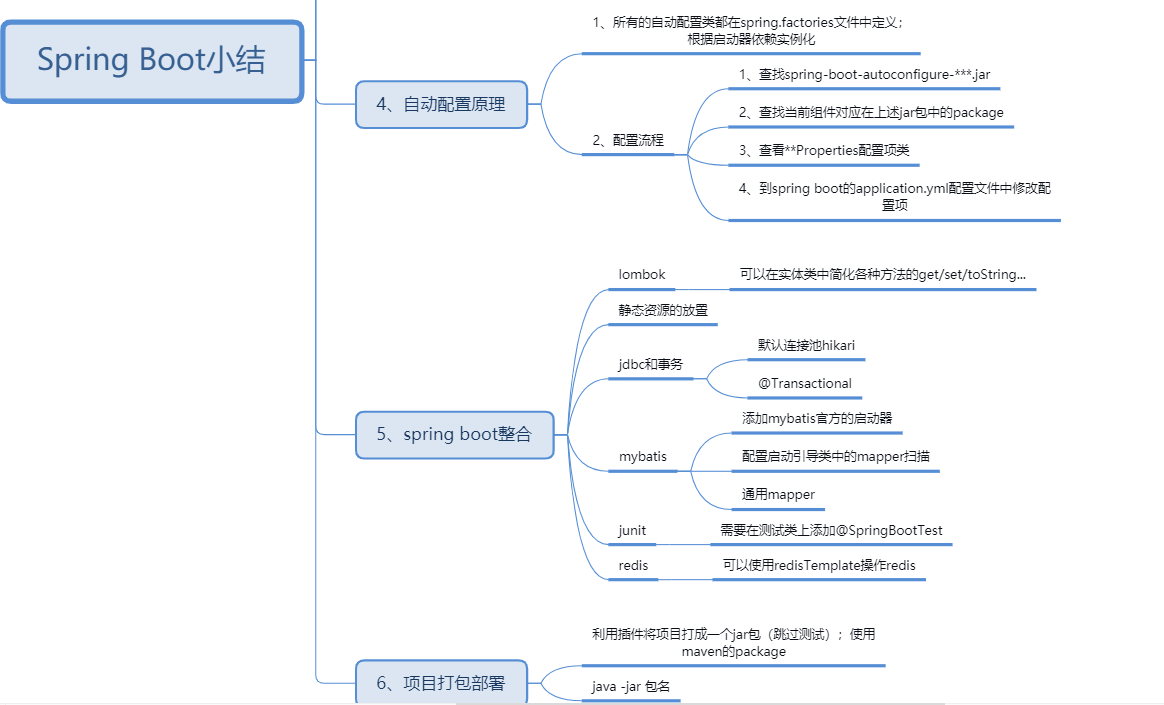 Spring Boot小结
4、自动配置原理
1、所有的自动配置类都在spring.factories文件中定义；
根据启动器依赖实例化
2、配置流程
1、查找spring-boot-autoconfigure-***.jar
2、查找当前组件对应在上述jar包中的package
3、查看**Properties配置项类
4、到spring boot的application.yml配置文件中修改配
置项
5、spring boot整合
lombok
可以在实体类中简化各种方法的get/set/toString...
静态资源的放置
jdbc和事务
默认连接池hikari
@Transactional
mybatis
添加mybatis官方的启动器
配置启动引导类中的mapper扫描
通用mapper
junit
需要在测试类上添加@SpringBootTest
redis
可以使用redisTemplate操作redis
6、项目打包部署
利用插件将项目打成一个jar包（跳过测试）；使用
maven的package
java -jar 包名